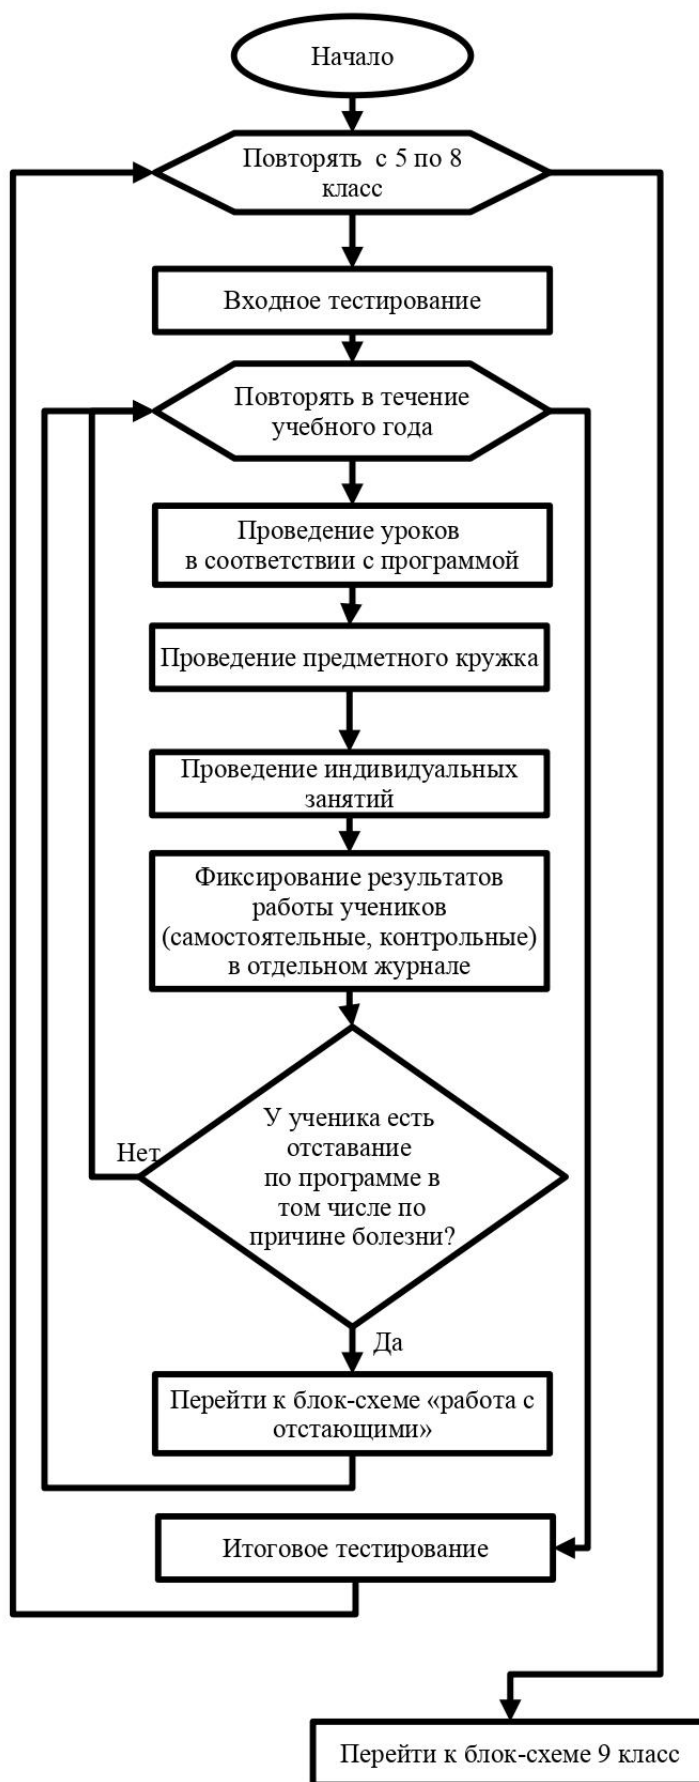 Начало
Повторять с 5 по 8
класс
Входное тестирование
Повторять в течение
учебного года
Проведение уроков
в соответствии с программой
Проведение предметного кружка
Проведение индивидуальных
занятий
Фиксирование результатов
работы учеников
(самостоятельные, контрольные)
в отдельном журнале
У ученика есть
отставание
по программе в
том числе по
причине болезни?
Нет
Да
Перейти к блок-схеме «работа с
отстающими»
Итоговое тестирование
Перейти к блок-схеме 9 класс